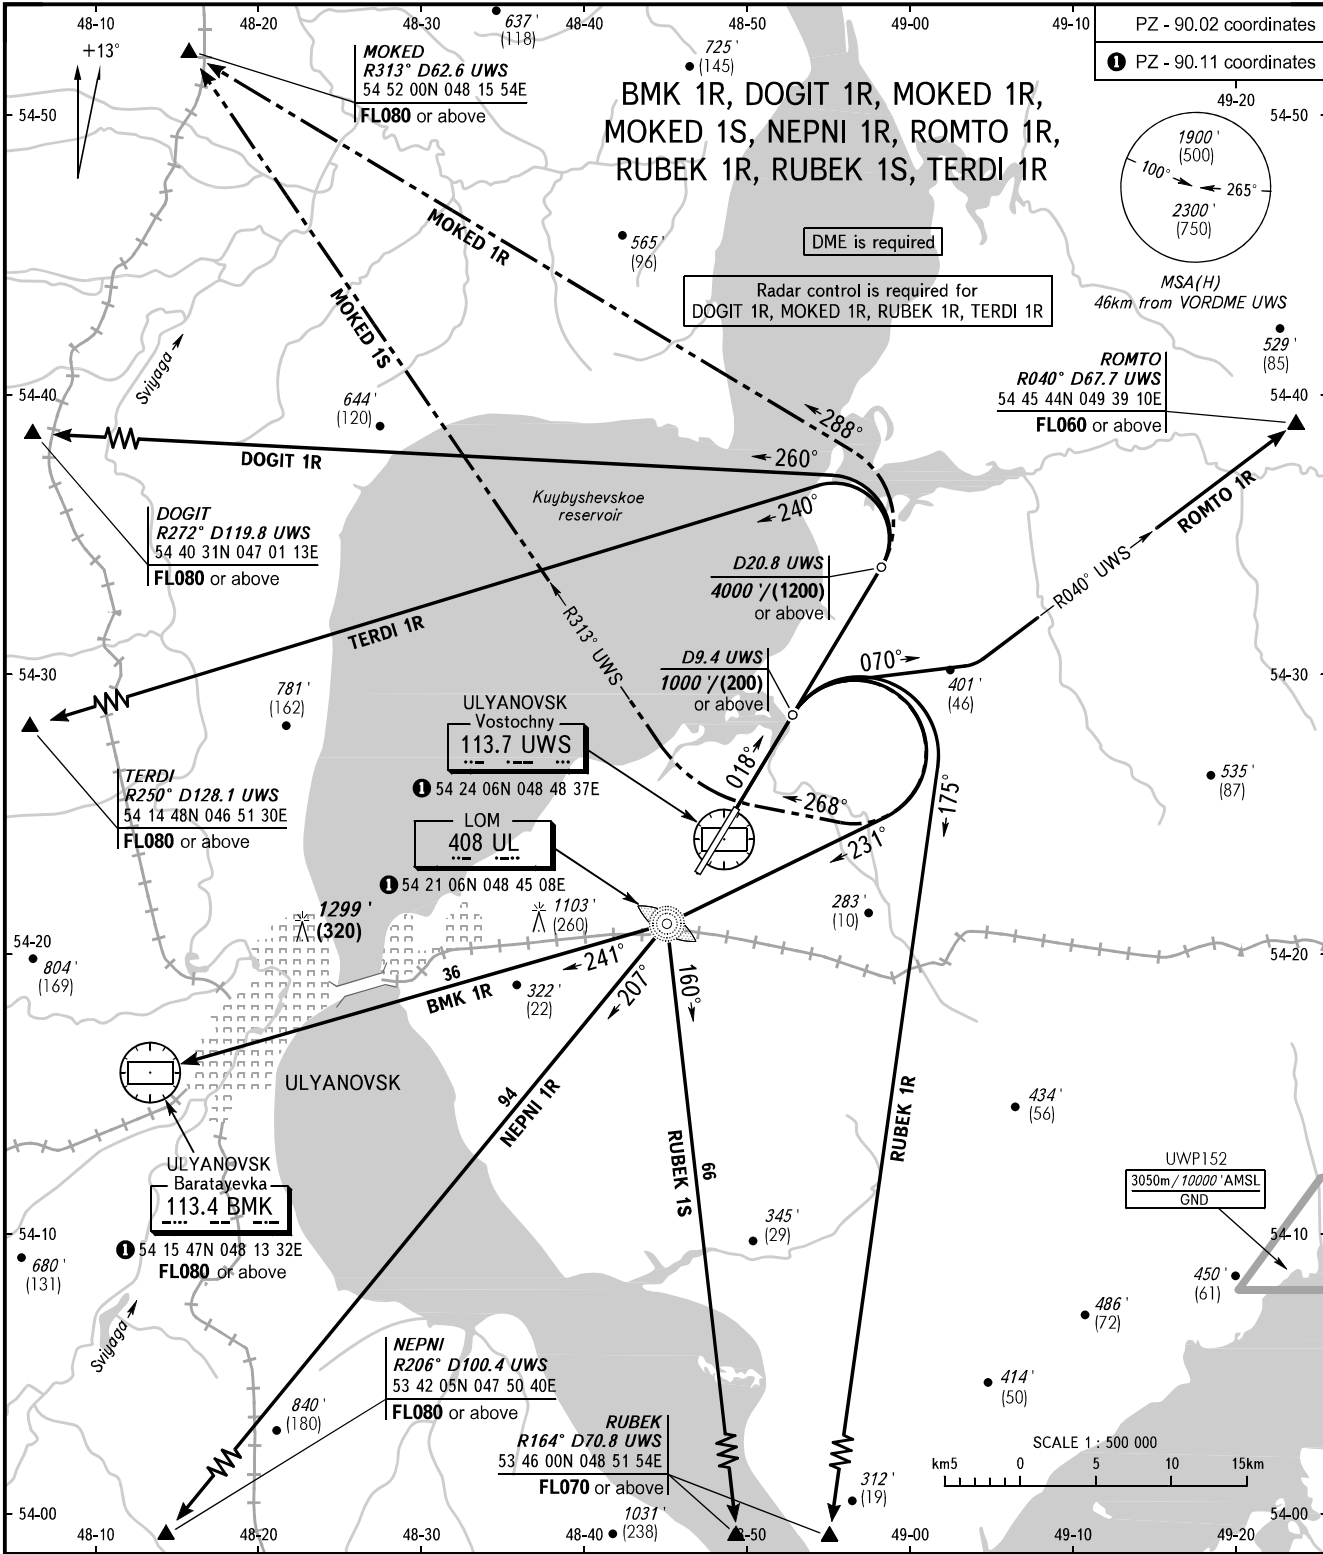 48-10
48-20
48-30
48-40
48-50
49-00
49-10
PZ - 90.02 coordinates
❶ PZ - 90.11 coordinates
49-20
+13°
54-50
54-50
MOKED
R313° D62.6 UWS
54 52 00N 048 15 54E
FL080 or above
637'
(118)
725'
(145)
BMK 1R, DOGIT 1R, MOKED 1R,
MOKED 1S, NEPNI 1R, ROMTO 1R,
RUBEK 1R, RUBEK 1S, TERDI 1R
1900'
(500)
100°
265°
2300'
(750)
MSA(H)
46km from VORDME UWS
DME is required
Radar control is required for
DOGIT 1R, MOKED 1R, RUBEK 1R, TERDI 1R
565'
(96)
MOKED 1R
MOKED 1S
Sviyaga
529'
(85)
54-40
54-40
644'
(120)
ROMTO
R040° D67.7 UWS
54 45 44N 049 39 10E
FL060 or above
288°
260°
DOGIT 1R
240°
Kuybyshevskoe
reservoir
ROMTO 1R
DOGIT
R272° D119.8 UWS
54 40 31N 047 01 13E
FL080 or above
D20.8 UWS
4000'/(1200)
or above
R040° UWS
TERDI 1R
R313° UWS
D9.4 UWS
1000'/(200)
or above
070°
401'
(46)
54-30
54-30
781'
(162)
ULYANOVSK
Vostochny
113.7 UWS
❶ 54 24 06N 048 48 37E
018°
535'
(87)
TERDI
R250° D128.1 UWS
54 14 48N 046 51 30E
FL080 or above
LOM
408 UL
❶ 54 21 06N 048 45 08E
268°
175°
231°
1299'
(320)
1103'
(260)
283'
(10)
54-20
54-20
804'
(169)
241°
36
BMK 1R
207°
160°
322'
(22)
ULYANOVSK
94
NEPNI 1R
RUBEK 1R
434'
(56)
66
RUBEK 1S
ULYANOVSK
Baratayevka
113.4 BMK
❶ 54 15 47N 048 13 32E
FL080 or above
UWP152
3050m/10000'AMSL
GND
345'
(29)
54-10
54-10
680'
(131)
450'
(61)
486'
(72)
Sviyaga
NEPNI
R206° D100.4 UWS
53 42 05N 047 50 40E
FL080 or above
414'
(50)
840'
(180)
RUBEK
R164° D70.8 UWS
53 46 00N 048 51 54E
FL070 or above
SCALE 1 : 500 000
km5 0 5 10 15km
312'
(19)
1031'
(238)
54-00
54-00
48-10
48-20
48-30
48-40
48-50
49-00
49-10
49-20